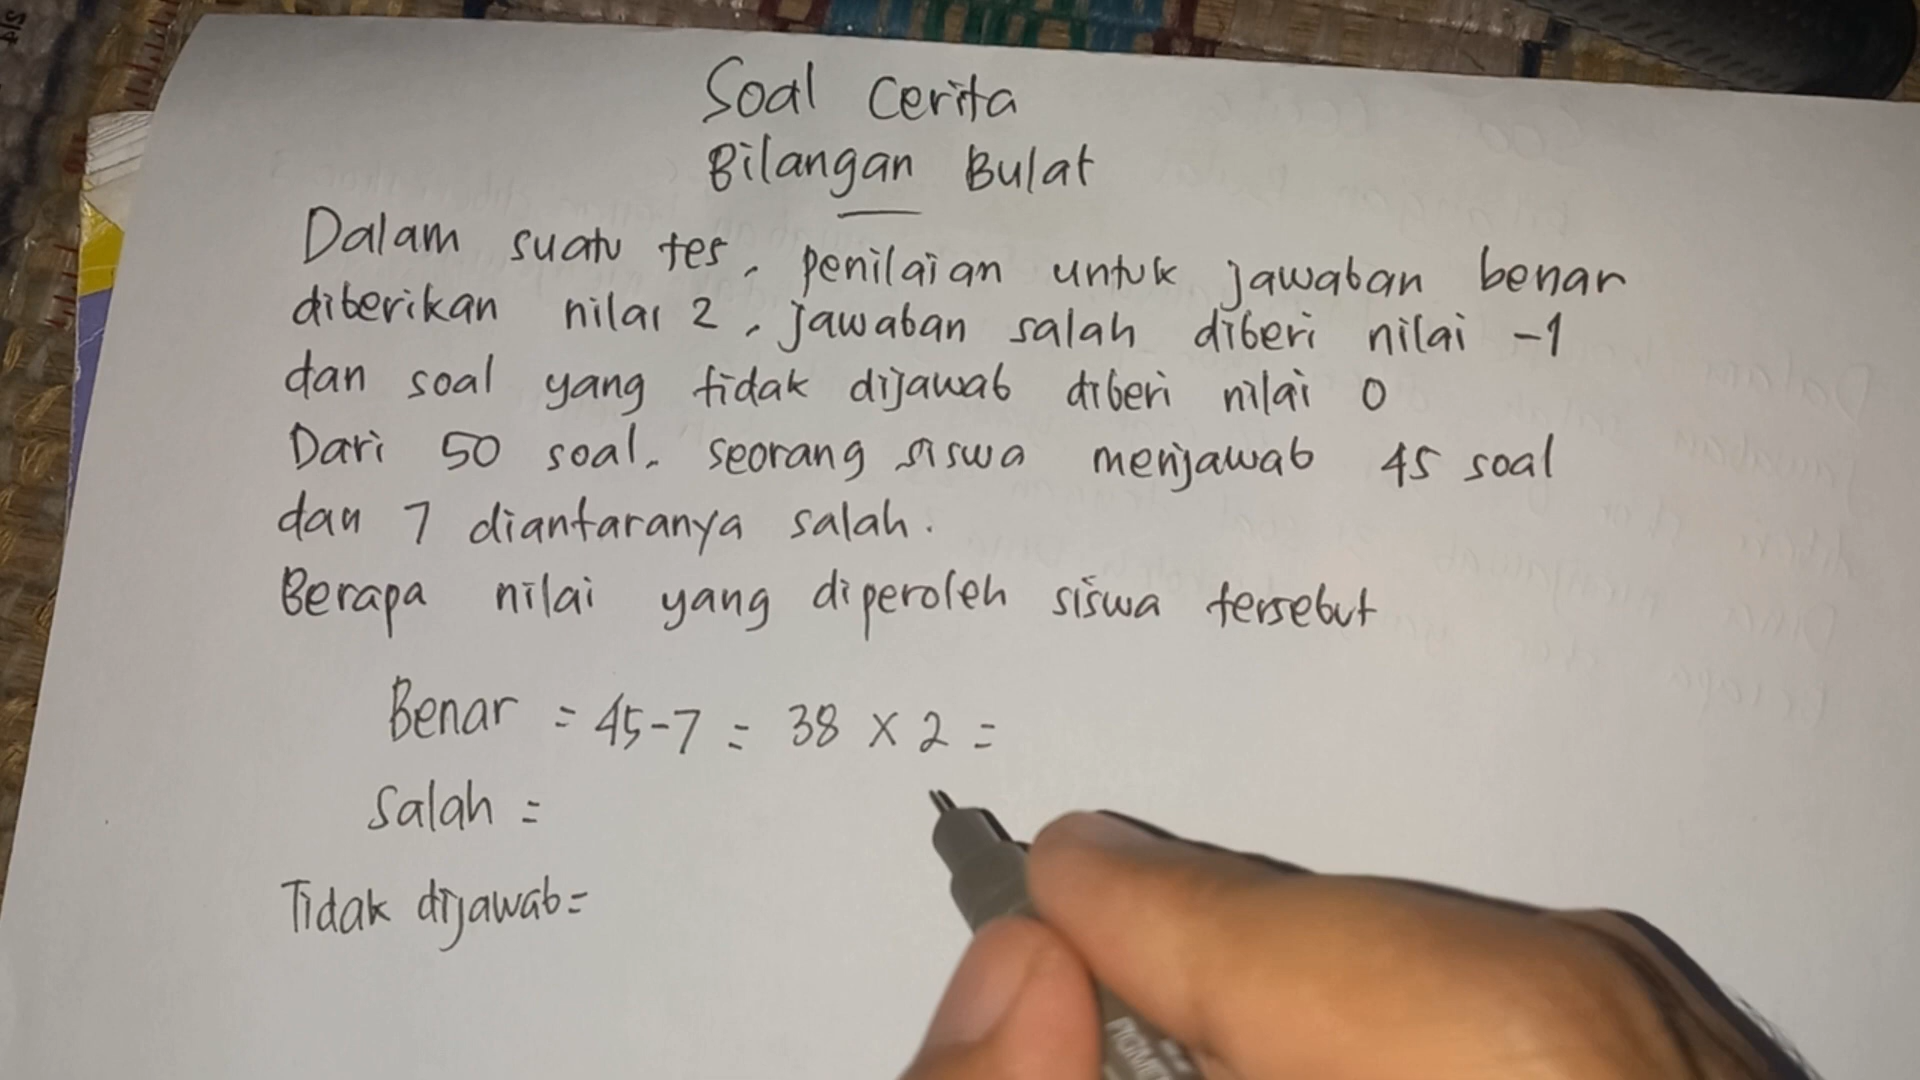 Soal Cerita
Bilangan Bulat
Dalam suatu tes, penilaian untuk jawaban benar
diberikan nilai 2, jawaban salah diberi nilai -1
dan soal yang tidak dijawab diberi nilai 0
Dari 50 soal, seorang siswa menjawab 45 soal
dan 7 diantaranya salah.
Berapa nilai yang diperoleh siswa tersebut
Benar = 45-7 = 38 x 2 =
Salah =
Tidak dijawab=